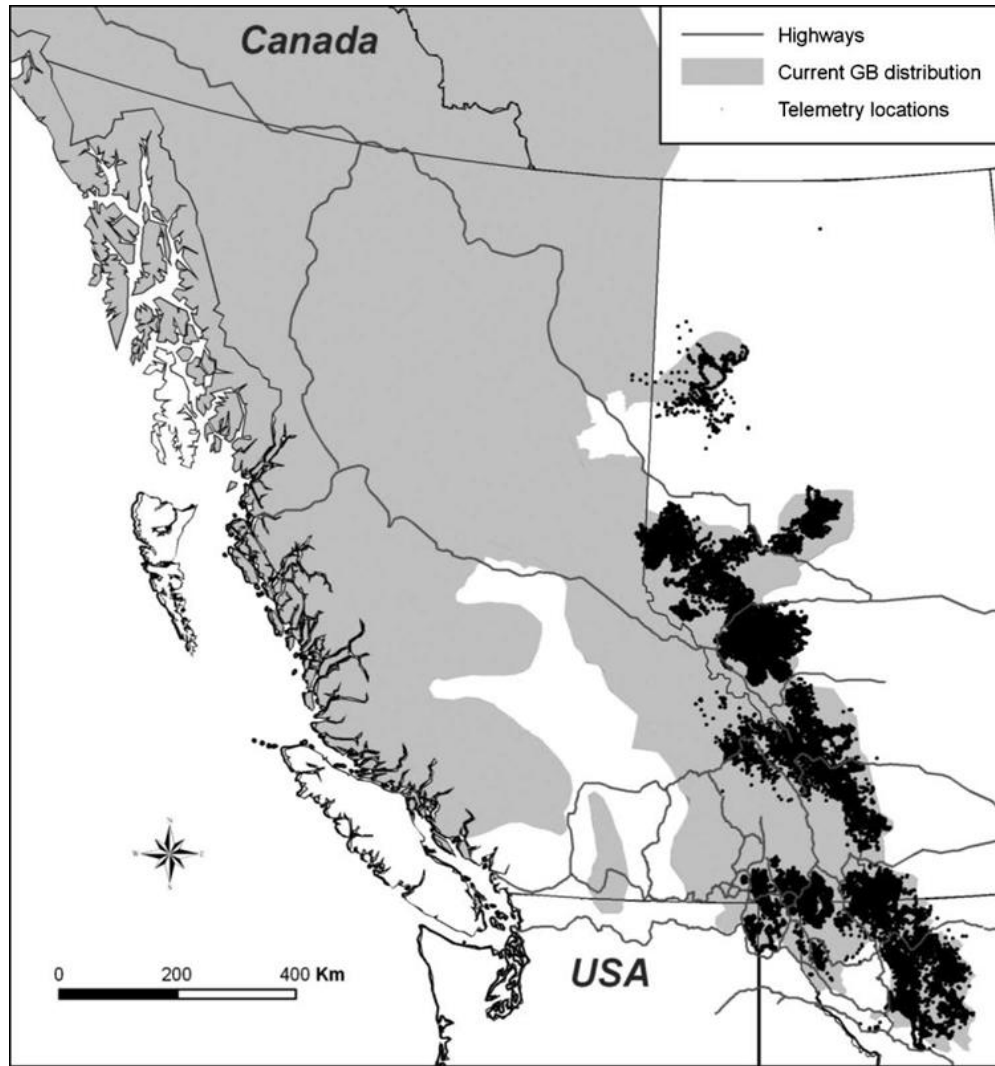 Canada
Highways
Current GB distribution
Telemetry locations
N
W E
S
0 200 400 Km
USA